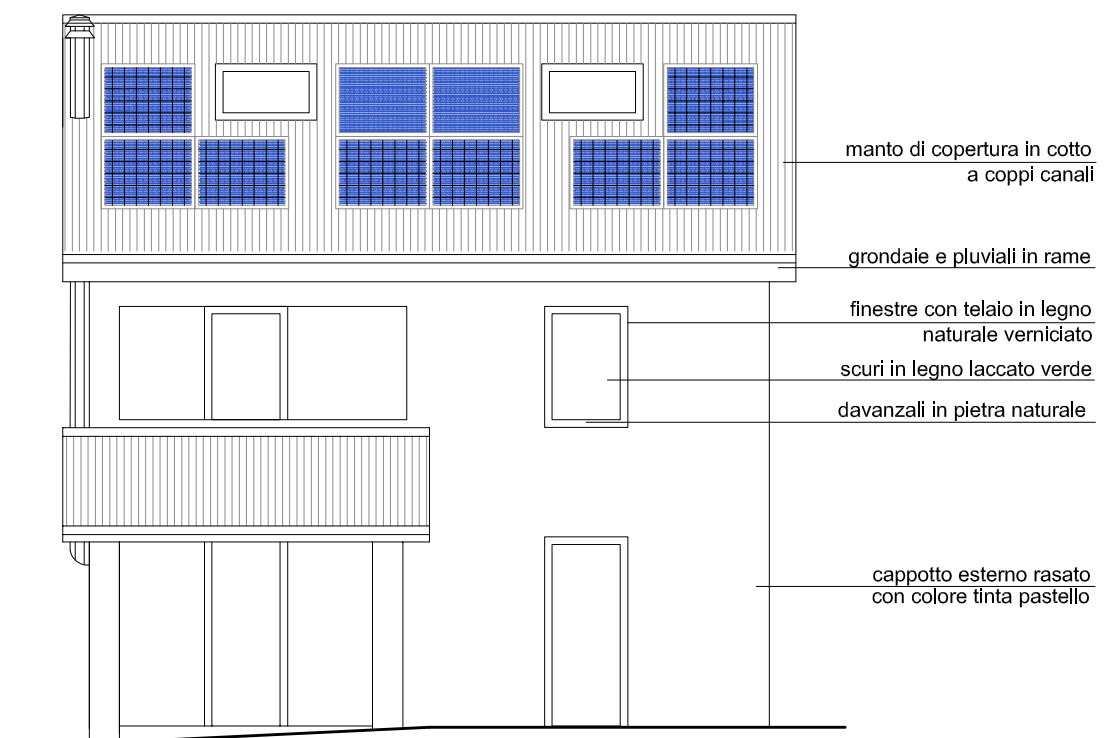 manto di copertura in cotto
a coppi canali
grondaie e pluviali in rame
finestre con telaio in legno
naturale verniciato
scuri in legno laccato verde
davanzali in pietra naturale
cappotto esterno rasato
con colore tinta pastello